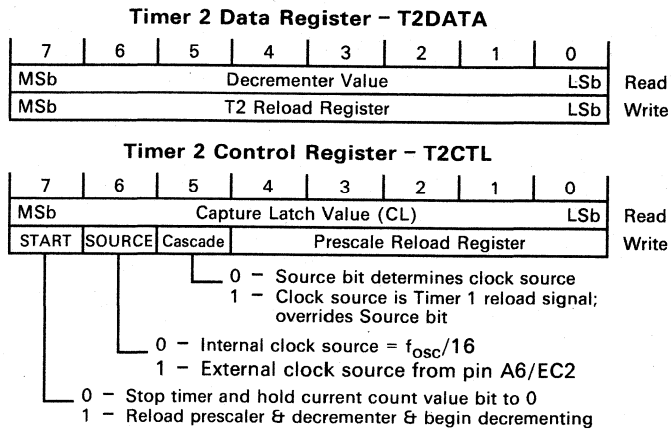 Timer 2 Data Register – T2DATA
7 6 5 4 3 2 1 0
MSb Decrementer Value LSb Read
MSb T2 Reload Register LSb Write
Timer 2 Control Register – T2CTL
7 6 5 4 3 2 1 0
MSb Capture Latch Value (CL) LSb Read
START SOURCE Cascade Prescale Reload Register Write
0 – Source bit determines clock source
1 – Clock source is Timer 1 reload signal;
overrides Source bit
0 – Internal clock source = fosc/16
1 – External clock source from pin A6/EC2
0 – Stop timer and hold current count value bit to 0
1 – Reload prescaler & decrementer & begin decrementing